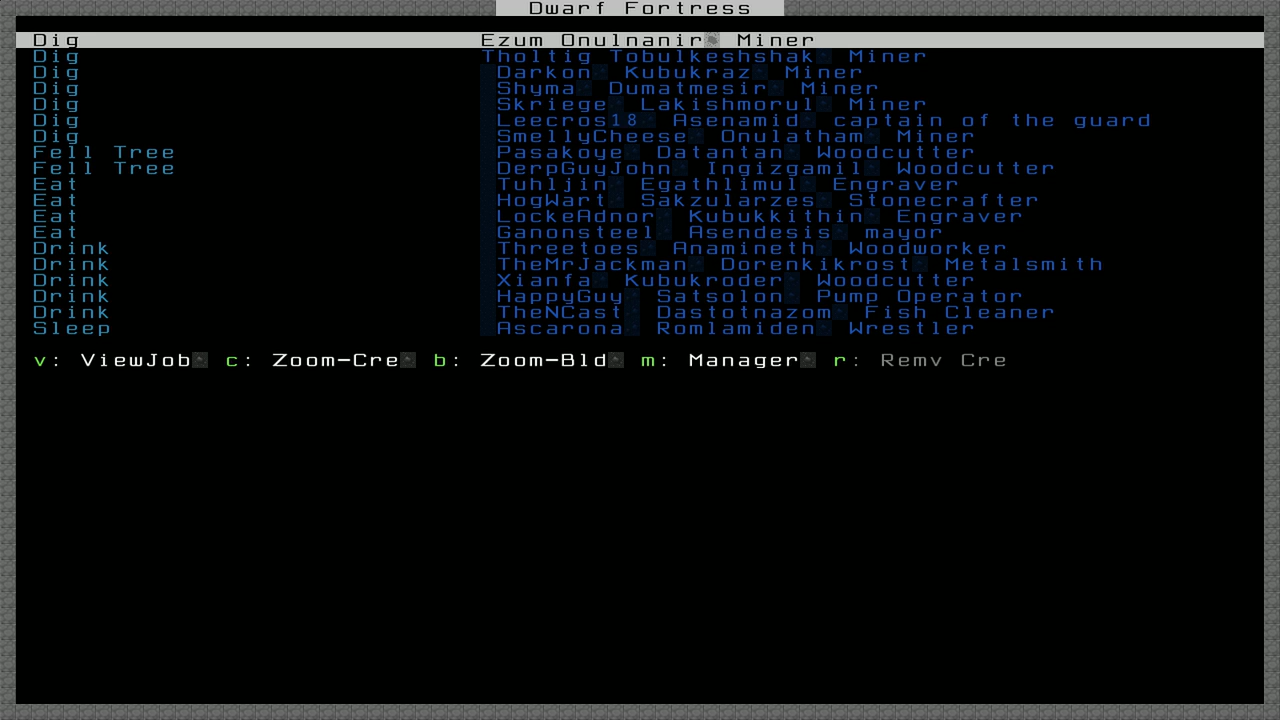 Dwarf Fortress
Dig Ezum Onulnanir Miner
Dig Tholtig Tobulkeshshak Miner
Dig Darkon Kubukraz Miner
Dig Shyma Dumatmesir Miner
Dig Skriege Lakishmorul Miner
Dig Leecros18 Asenamid captain of the guard
Dig SmellyCheese Onulatham Miner
Fell Tree Pasakoye Datantan Woodcutter
Fell Tree DerpGuyJohn Ingizgamil Woodcutter
Eat Tuhljin Egathlimul Engraver
Eat HogWart Sakzularzes Stonecrafter
Eat LockeAdnor Kubukkithin Engraver
Eat Ganonsteel Asendesis mayor
Drink Threetoes Anamineth Woodworker
Drink TheMrJackman Dorenkikrost Metalsmith
Drink Xianfa Kubukroder Woodcutter
Drink HappyGuy Satsolon Pump Operator
Drink TheNCast Dastotnazom Fish Cleaner
Sleep Ascarona Romlamiden Wrestler
v: ViewJob c: Zoom-Cre b: Zoom-Bld m: Manager r: Remv Cre